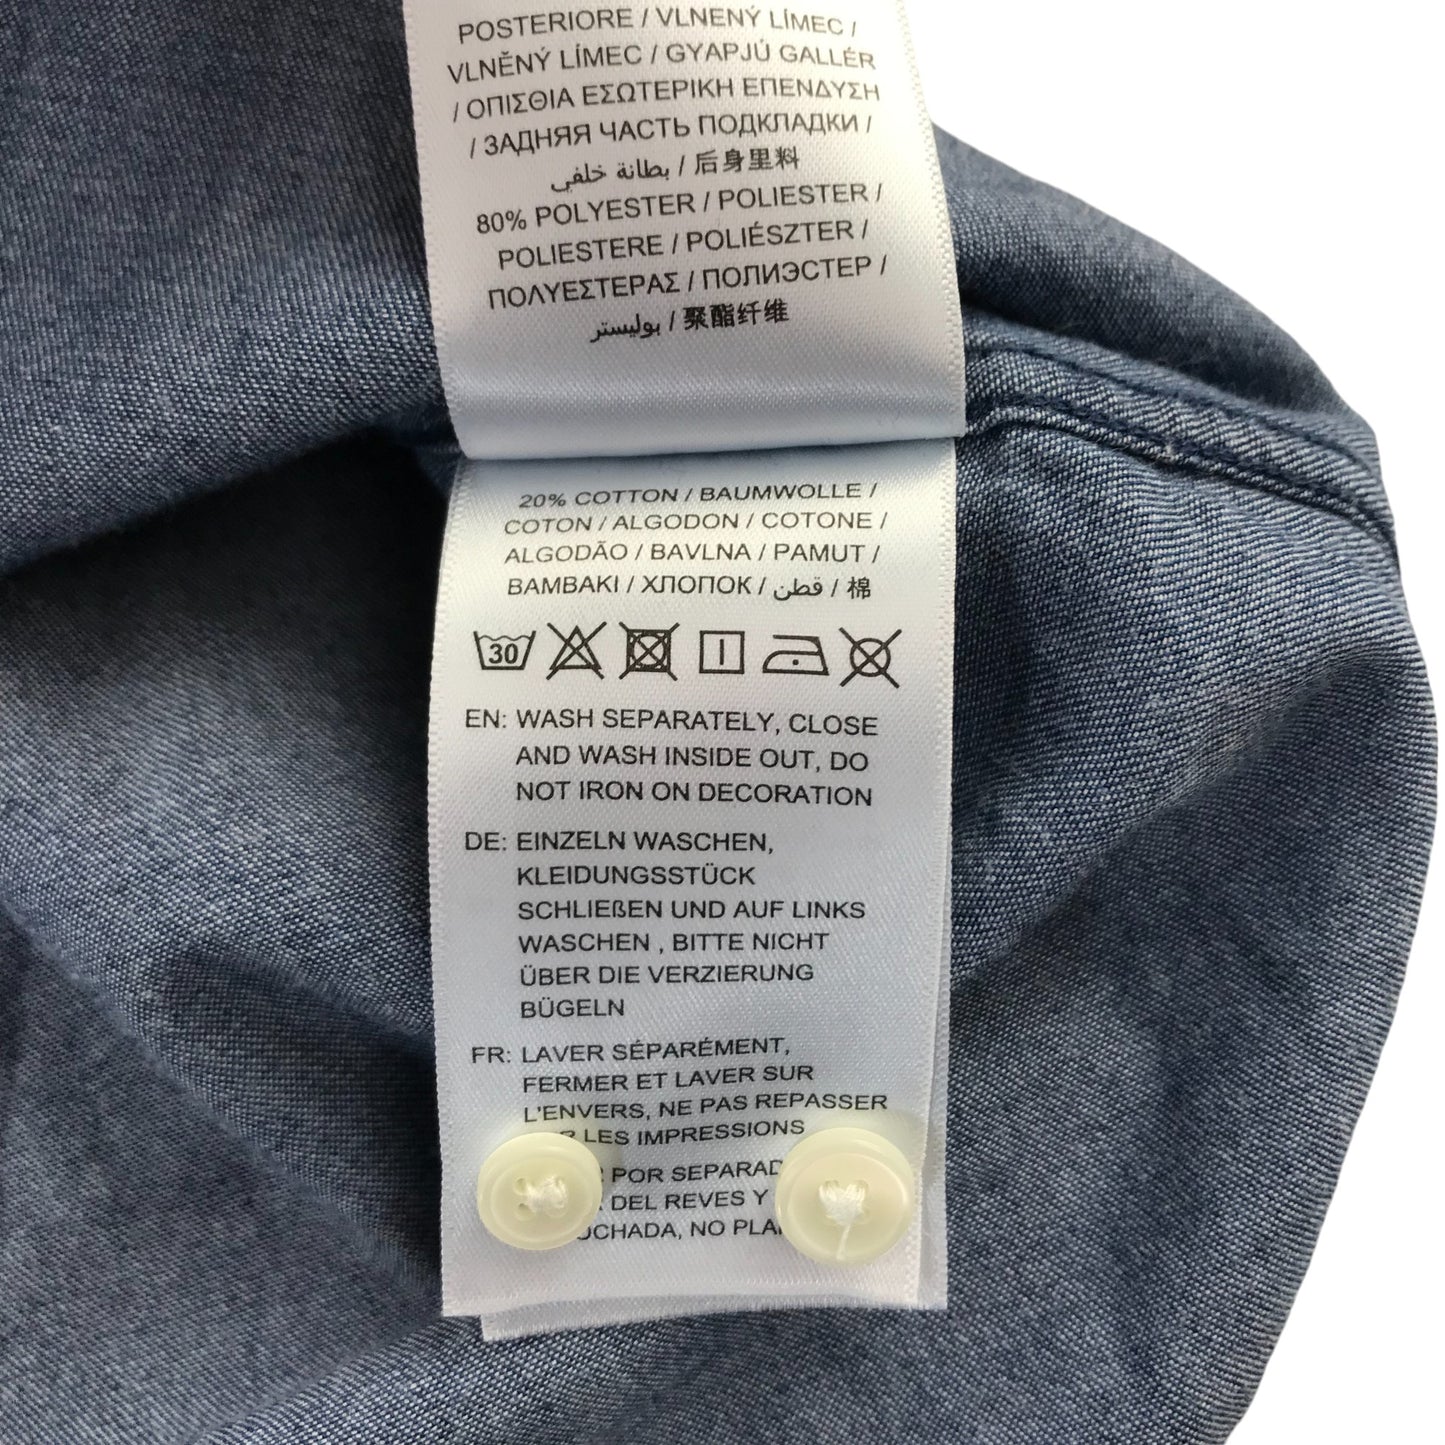 POSTERIORE / VLNENÝ LÍMEC /
VLNĚNÝ LÍMEC / GYAPJÚ GALLÉR
/ ΟΠΙΣΘΙΑ ΕΣΩΤΕΡΙΚΗ ΕΠΕΝΔΥΣΗ
/ ЗАДНЯЯ ЧАСТЬ ПОДКЛАДКИ /
بطانة خلفي / 后身里料
80% POLYESTER / POLIESTER /
POLIESTERE / POLIÉSZTER /
ΠΟΛΥΕΣΤΕΡΑΣ / ПОЛИЭСТЕР /
بوليستر / 聚酯纤维
20% COTTON / BAUMWOLLE /
COTON / ALGODON / COTONE /
ALGODÃO / BAVLNA / PAMUT /
BAMBAKI / ХЛОПОК / قطن / 棉
30
EN: WASH SEPARATELY, CLOSE
AND WASH INSIDE OUT, DO
NOT IRON ON DECORATION
DE: EINZELN WASCHEN,
KLEIDUNGSSTÜCK
SCHLIEßEN UND AUF LINKS
WASCHEN , BITTE NICHT
ÜBER DIE VERZIERUNG
BÜGELN
FR: LAVER SÉPARÉMENT,
FERMER ET LAVER SUR
L'ENVERS, NE PAS REPASSER
LES IMPRESSIONS
POR
DEL REVES Y
NO